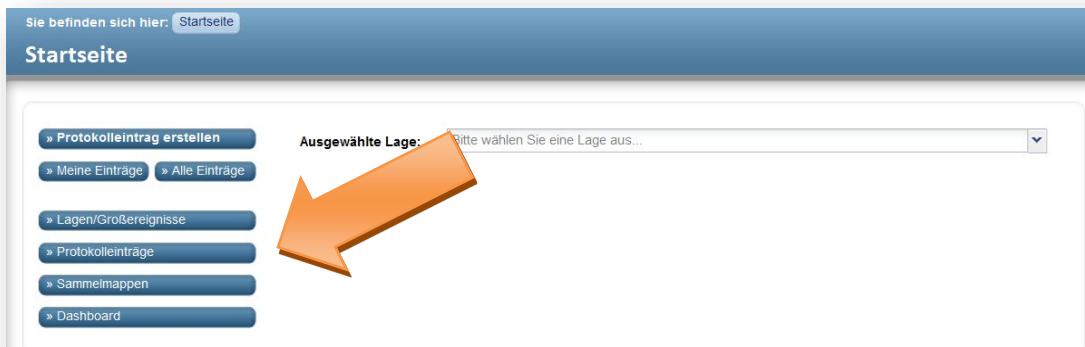 Sie befinden sich hier: Startseite
Startseite
» Protokolleintrag erstellen
Ausgewählte Lage: Bitte wählen Sie eine Lage aus...
» Meine Einträge » Alle Einträge
» Lagen/Großereignisse
» Protokolleinträge
» Sammelmappen
» Dashboard